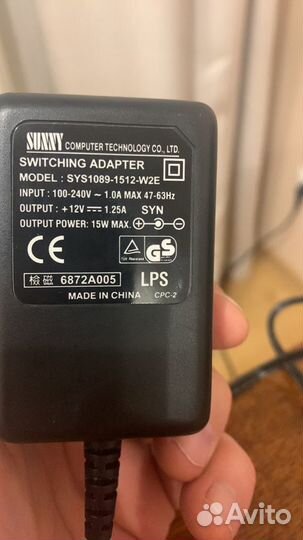 SUNNY COMPUTER TECHNOLOGY CO., LTD.
SWITCHING ADAPTER
MODEL : SYS1089-1512-W2E
INPUT : 100-240V ~ 1.0A MAX 47-63Hz
OUTPUT : +12V ⎓ 1.25A SYN
OUTPUT POWER: 15W MAX.
CE GS
6872A005 LPS
MADE IN CHINA CPC-2
Avito